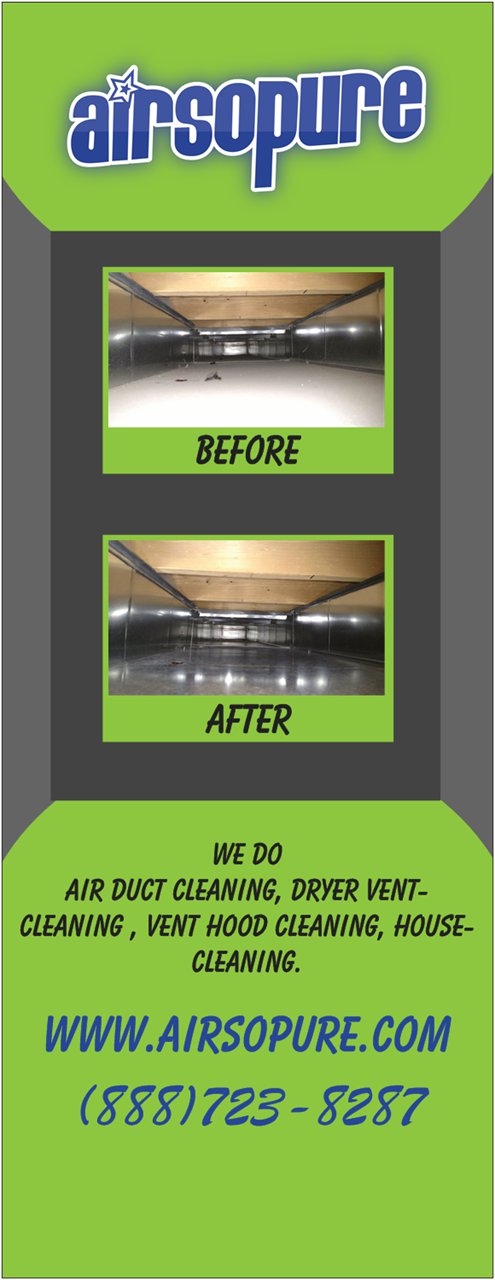 airsopure
BEFORE
AFTER
WE DO
AIR DUCT CLEANING, DRYER VENT-
CLEANING , VENT HOOD CLEANING, HOUSE-
CLEANING.
WWW.AIRSOPURE.COM
(888)723-8287